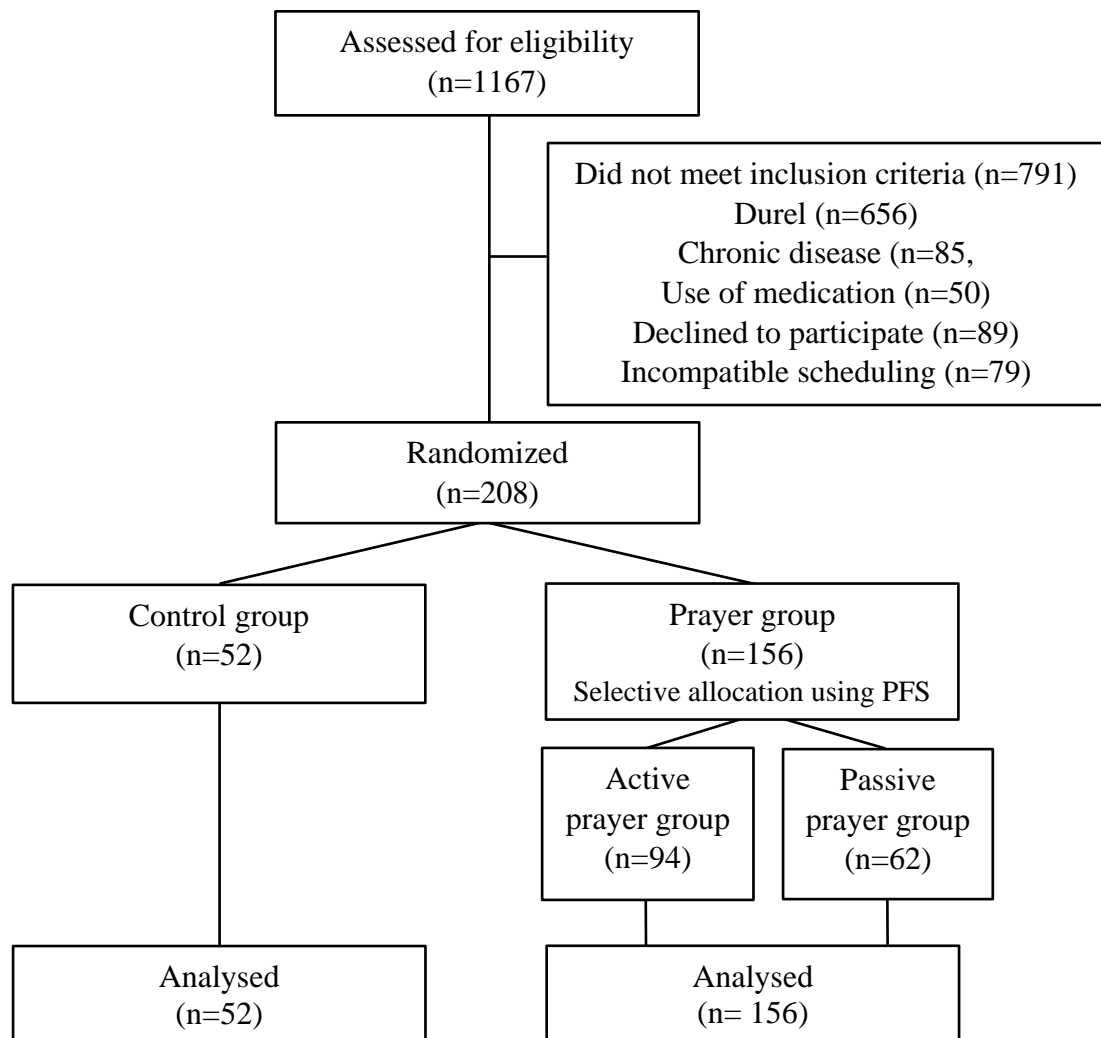 Assessed for eligibility
(n=1167)
Did not meet inclusion criteria (n=791)
Durel (n=656)
Chronic disease (n=85,
Use of medication (n=50)
Declined to participate (n=89)
Incompatible scheduling (n=79)
Randomized
(n=208)
Control group
(n=52)
Prayer group
(n=156)
Selective allocation using PFS
Active
prayer group
(n=94)
Passive
prayer group
(n=62)
Analysed
(n=52)
Analysed
(n= 156)